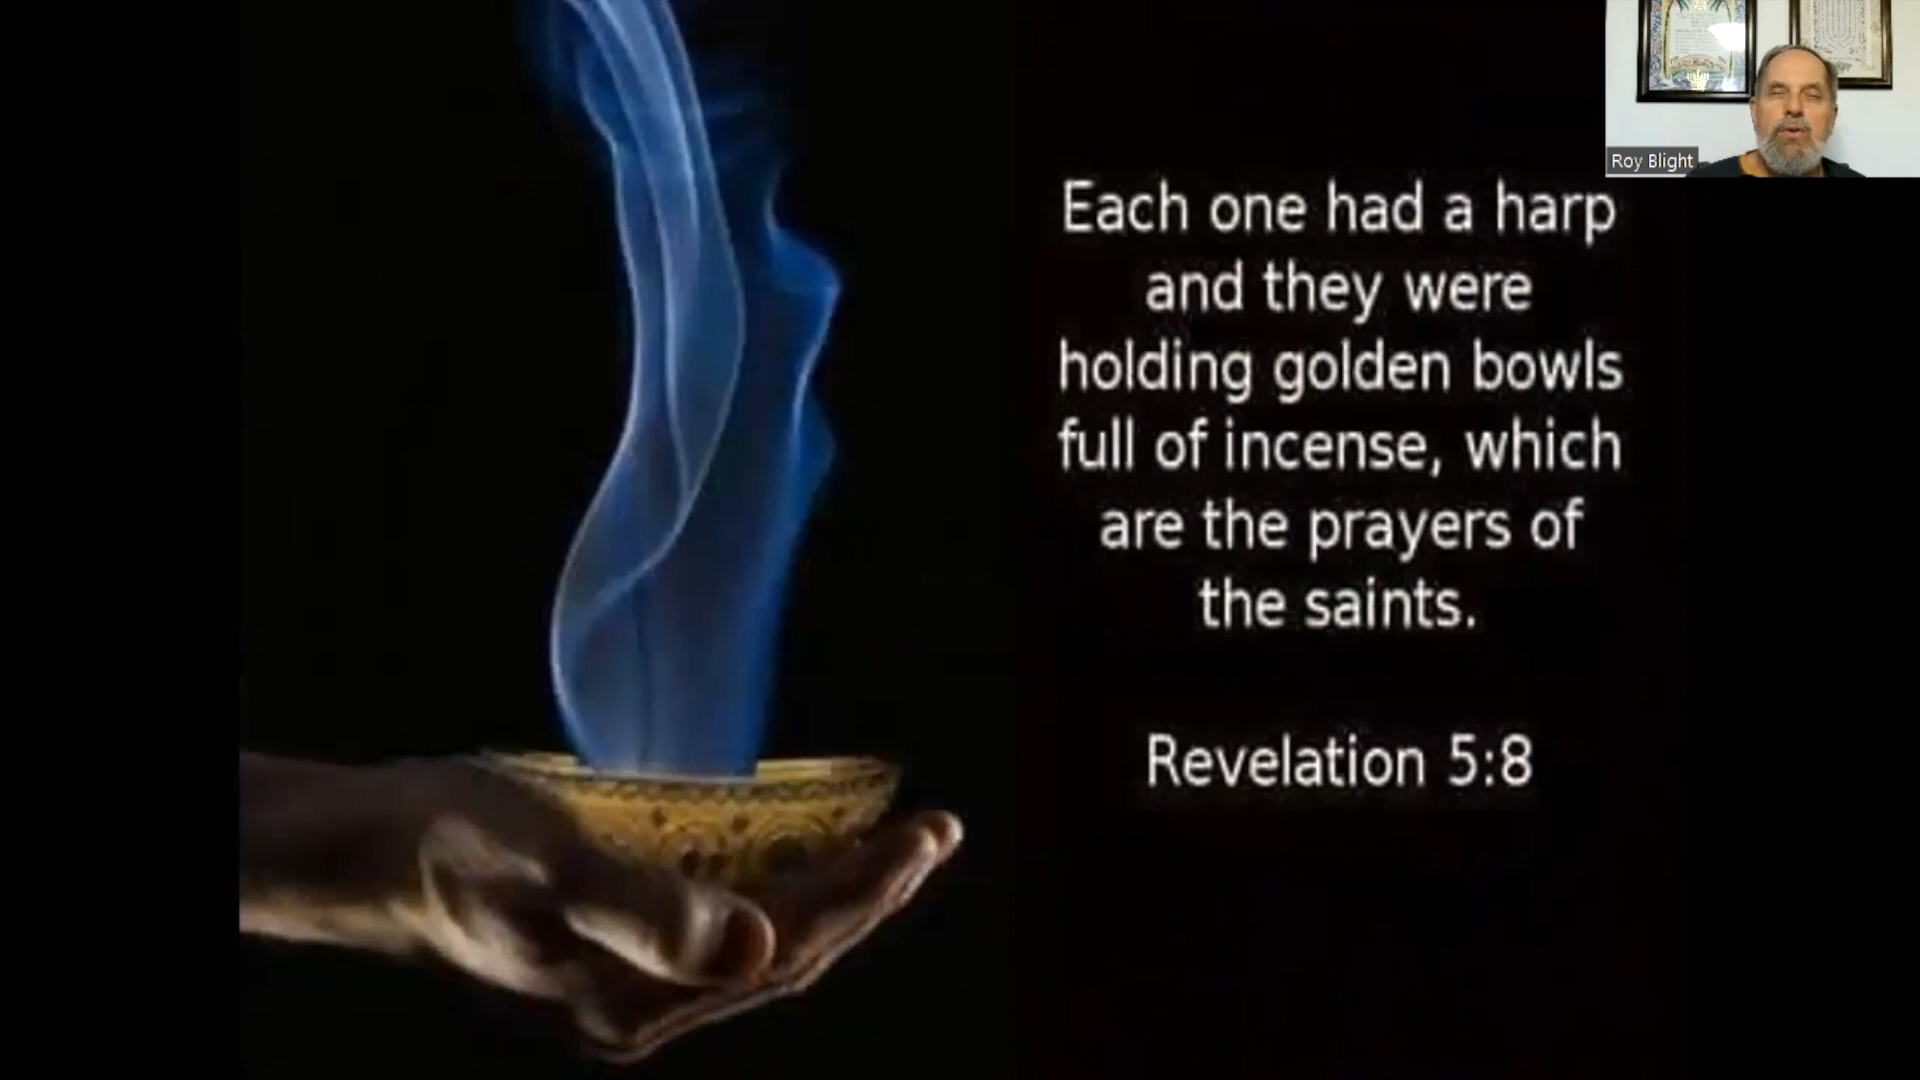 Each one had a harp
and they were
holding golden bowls
full of incense, which
are the prayers of
the saints.
Revelation 5:8
Roy Blight